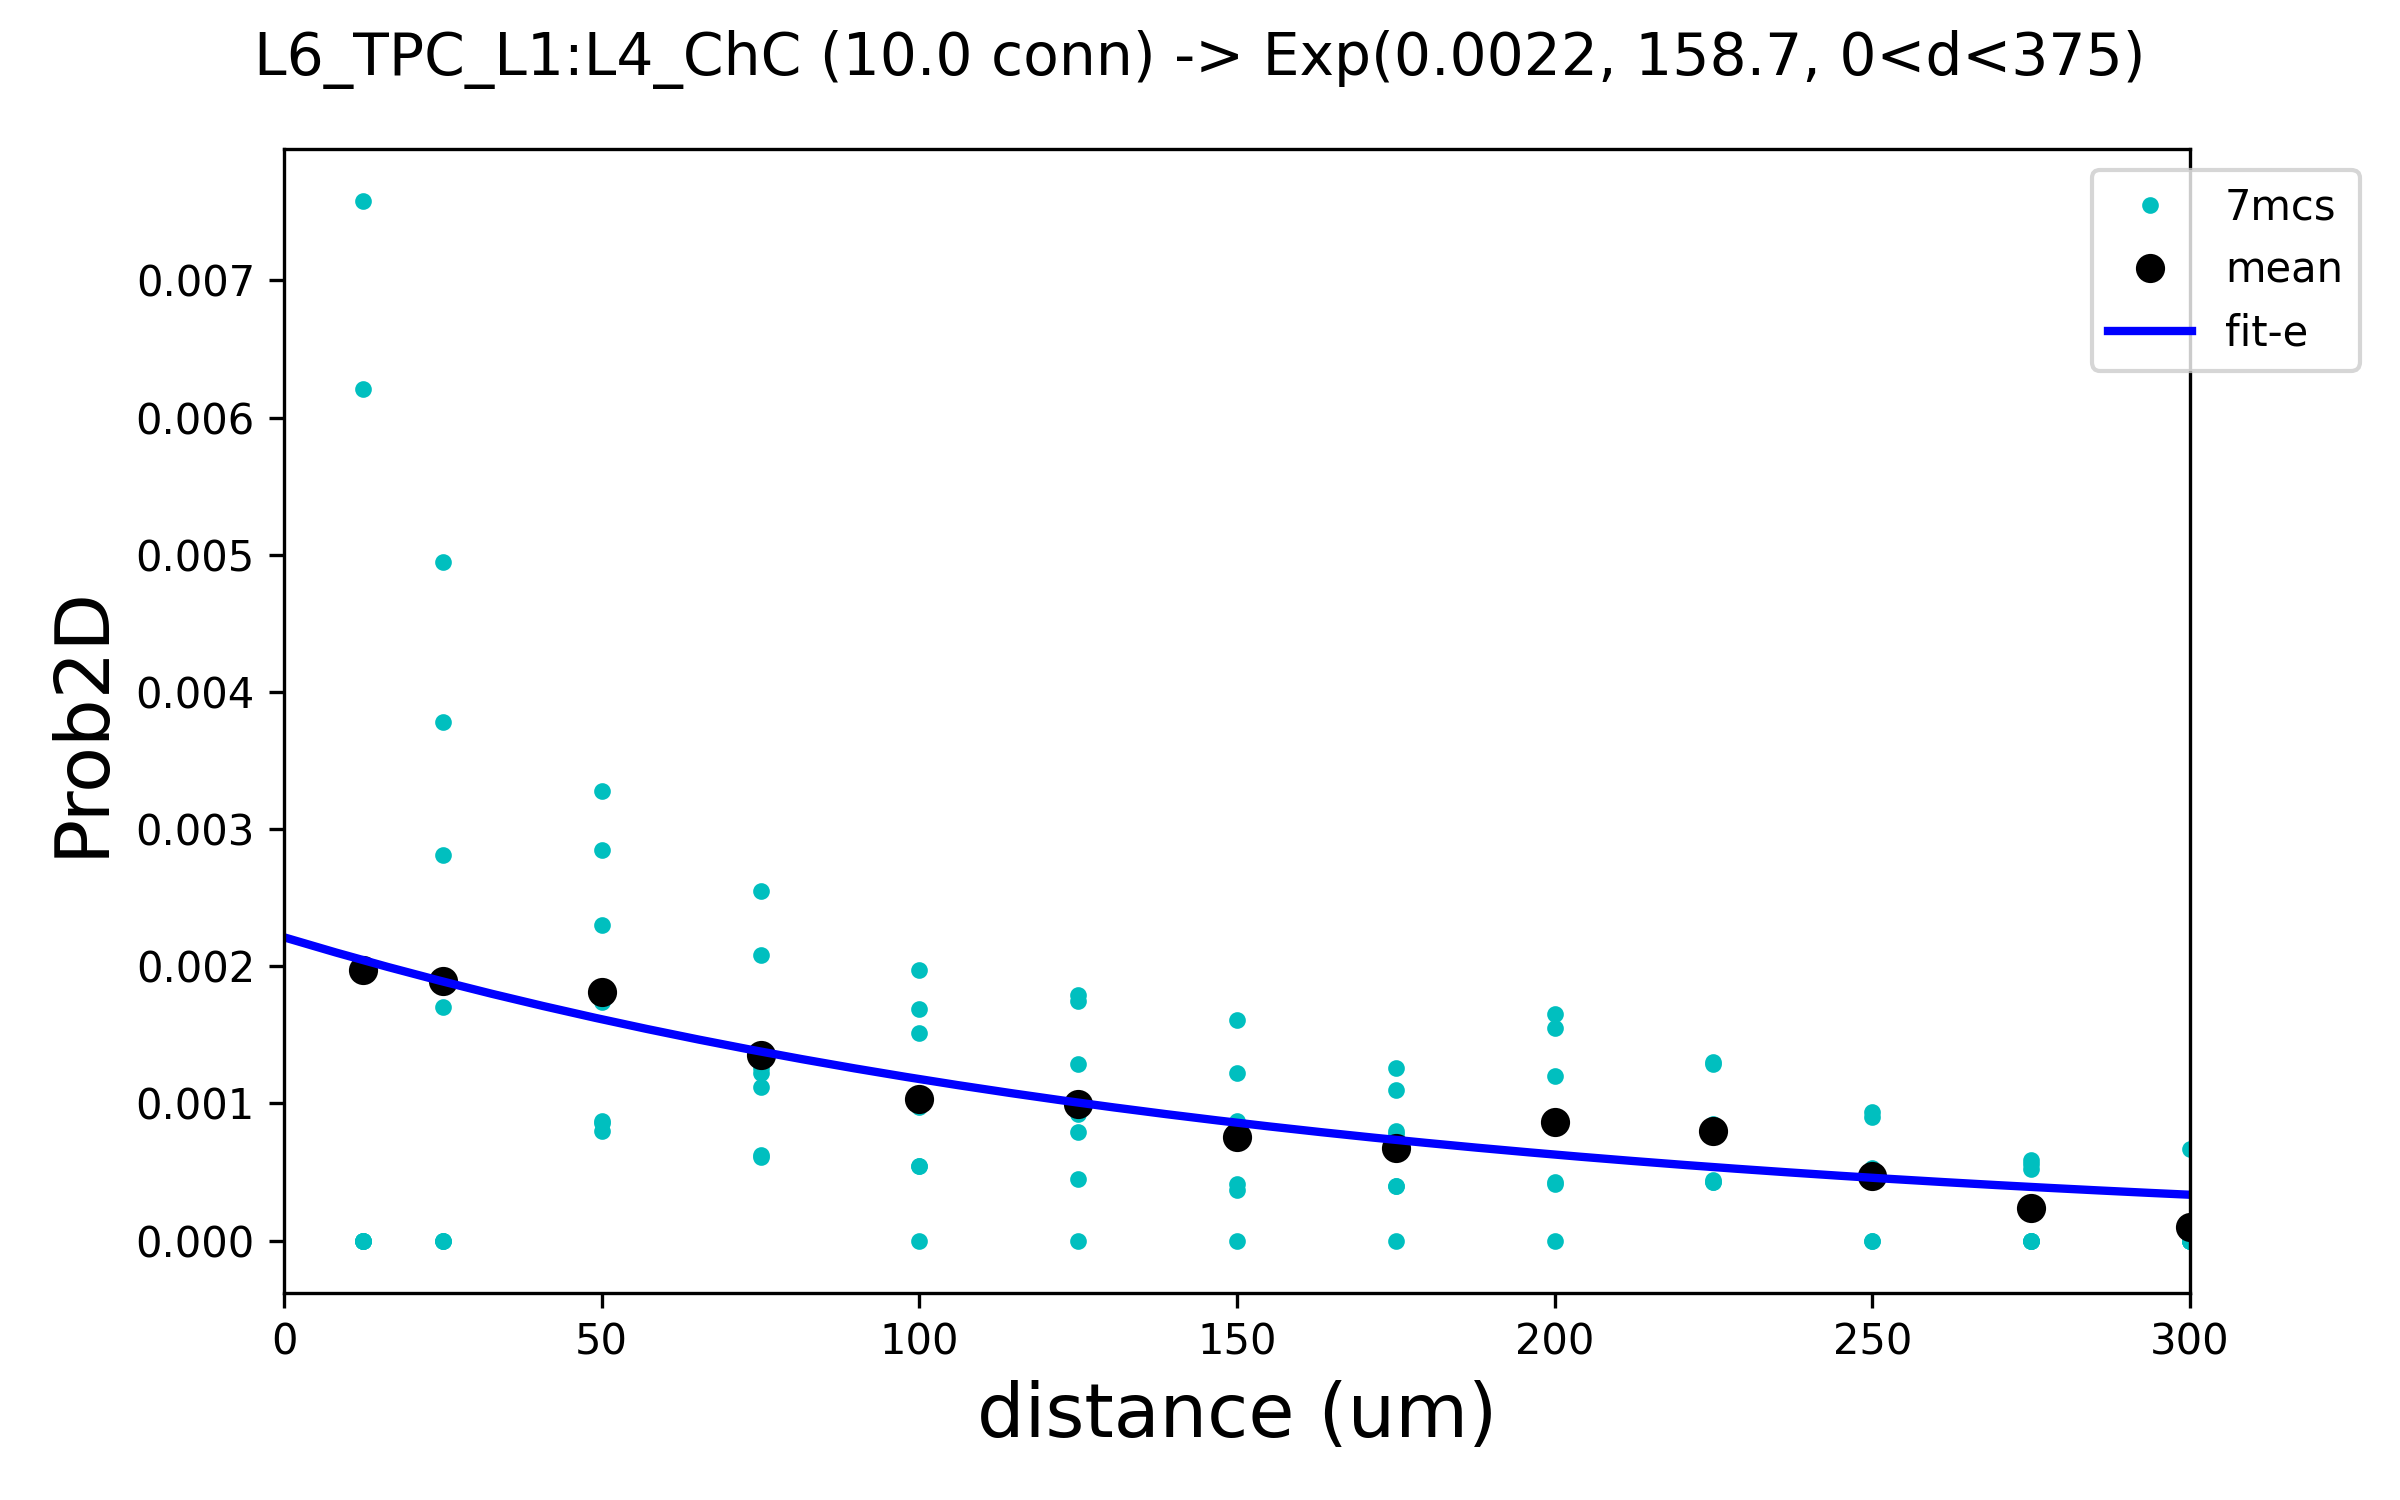 L6_TPC_L1:L4_ChC (10.0 conn) -> Exp(0.0022, 158.7, 0<d<375)
7mcs
mean
fit-e
Prob2D
0.007
0.006
0.005
0.004
0.003
0.002
0.001
0.000
0 50 100 150 200 250 300
distance (um)